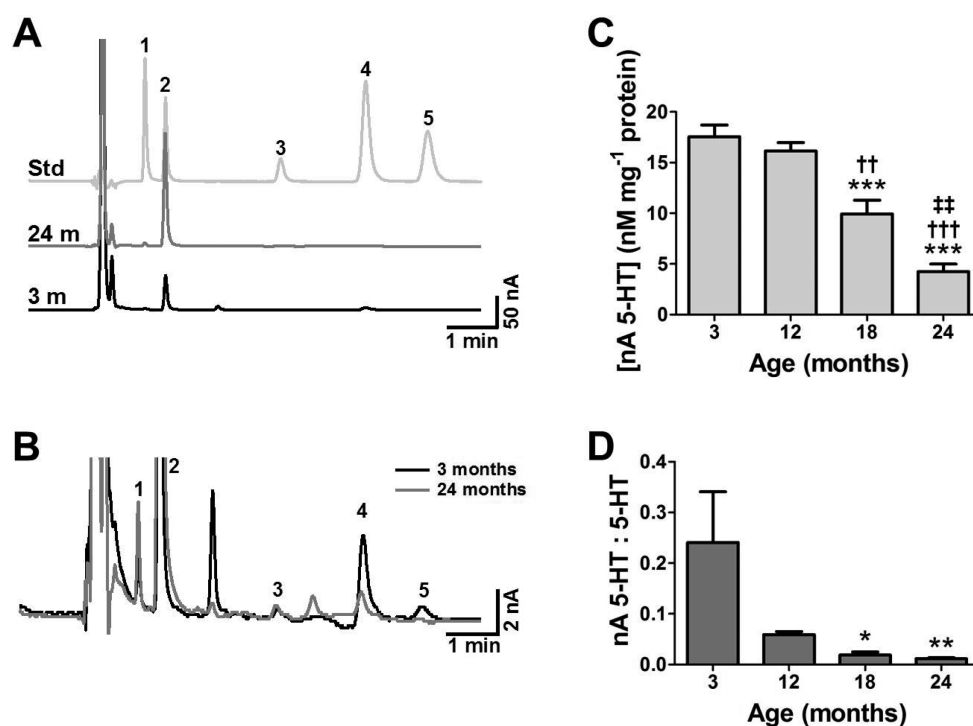 A
1
2
3
4
5
Std
24 m
3 m
50 nA
1 min
B
1
2
3
4
5
3 months
24 months
2 nA
1 min
C
[nA 5-HT] (nM mg⁻¹ protein)
20
15
10
5
0
††
***
‡‡
†††
***
3 12 18 24
Age (months)
D
nA 5-HT : 5-HT
0.4
0.3
0.2
0.1
0.0
*
**
3 12 18 24
Age (months)